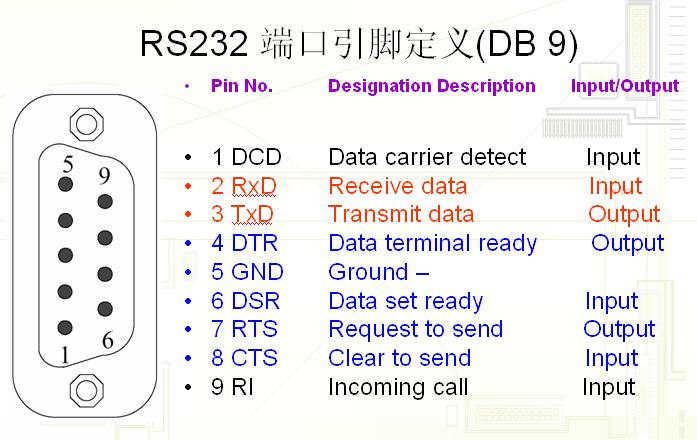 RS232 端口引脚定义(DB 9)
• Pin No. Designation Description Input/Output
• 1 DCD Data carrier detect Input
• 2 RxD Receive data Input
• 3 TxD Transmit data Output
• 4 DTR Data terminal ready Output
• 5 GND Ground –
• 6 DSR Data set ready Input
• 7 RTS Request to send Output
• 8 CTS Clear to send Input
• 9 RI Incoming call Input
5
9
1
6